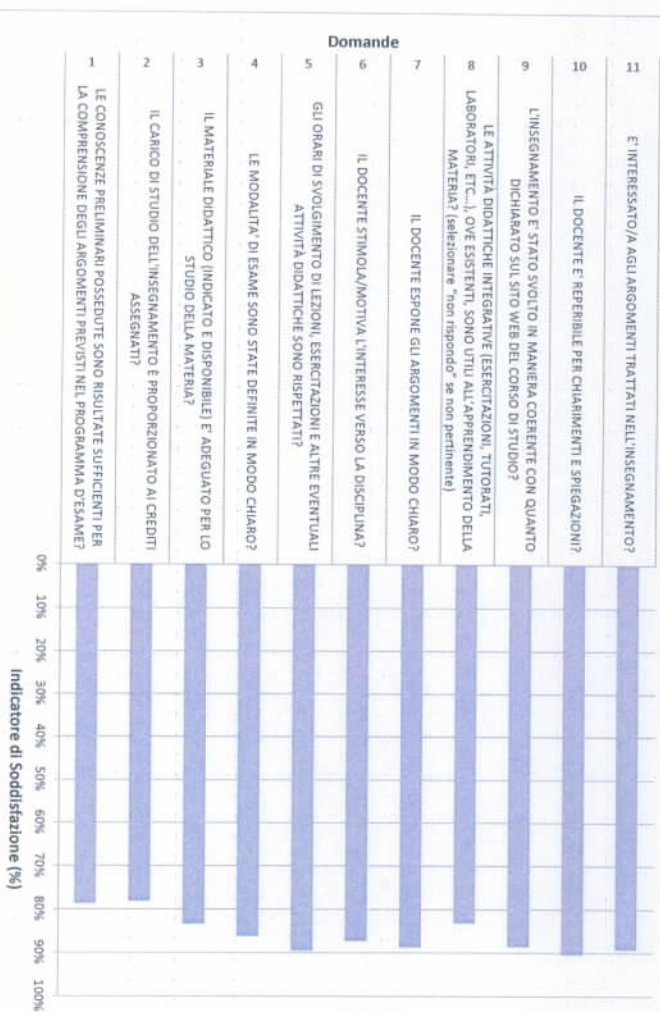 Domande
11
E' INTERESSATO/A AGLI ARGOMENTI TRATTATI NELL'INSEGNAMENTO?
10
IL DOCENTE E' REPERIBILE PER CHIARIMENTI E SPIEGAZIONI?
9
L'INSEGNAMENTO E' STATO SVOLTO IN MANIERA COERENTE CON QUANTO
DICHIARATO SUL SITO WEB DEL CORSO DI STUDIO?
8
LE ATTIVITÀ DIDATTICHE INTEGRATIVE (ESERCITAZIONI, TUTORATI,
LABORATORI, ETC...), OVE ESISTENTI, SONO UTILI ALL'APPRENDIMENTO DELLA
MATERIA? (selezionare "non rispondo" se non pertinente)
7
IL DOCENTE ESPONE GLI ARGOMENTI IN MODO CHIARO?
6
IL DOCENTE STIMOLA/MOTIVA L'INTERESSE VERSO LA DISCIPLINA?
5
GLI ORARI DI SVOLGIMENTO DI LEZIONI, ESERCITAZIONI E ALTRE EVENTUALI
ATTIVITÀ DIDATTICHE SONO RISPETTATI?
4
LE MODALITA' DI ESAME SONO STATE DEFINITE IN MODO CHIARO?
3
IL MATERIALE DIDATTICO (INDICATO E DISPONIBILE) E' ADEGUATO PER LO
STUDIO DELLA MATERIA?
2
IL CARICO DI STUDIO DELL'INSEGNAMENTO È PROPORZIONATO AI CREDITI
ASSEGNATI?
1
LE CONOSCENZE PRELIMINARI POSSEDUTE SONO RISULTATE SUFFICIENTI PER
LA COMPRENSIONE DEGLI ARGOMENTI PREVISTI NEL PROGRAMMA D'ESAME?
0%
10%
20%
30%
40%
50%
60%
70%
80%
90%
100%
Indicatore di Soddisfazione (%)